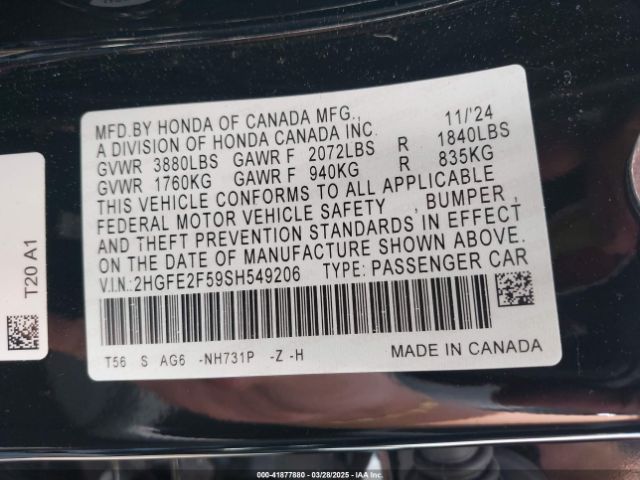 MFD.BY HONDA OF CANADA MFG., 11/'24
A DIVISION OF HONDA CANADA INC.
GVWR 3880LBS GAWR F 2072LBS R 1840LBS
GVWR 1760KG GAWR F 940KG R 835KG
THIS VEHICLE CONFORMS TO ALL APPLICABLE
FEDERAL MOTOR VEHICLE SAFETY , BUMPER,
AND THEFT PREVENTION STANDARDS IN EFFECT
ON THE DATE OF MANUFACTURE SHOWN ABOVE.
V.I.N.:2HGFE2F59SH549206 TYPE: PASSENGER CAR
T56 S AG6 -NH731P -Z -H MADE IN CANADA
T20 A1
000-41877880 - 03/28/2025 - IAAI.COM